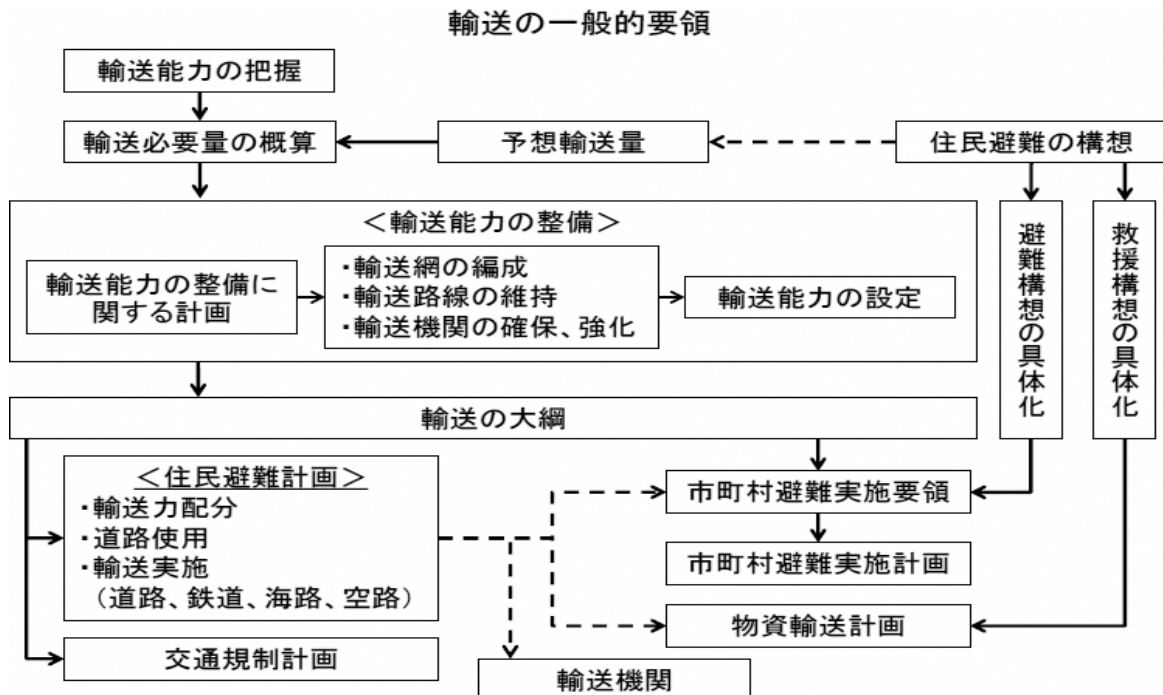 輸送の一般的要領
輸送能力の把握
輸送必要量の概算
予想輸送量
住民避難の構想
＜輸送能力の整備＞
輸送能力の整備に
関する計画
・輸送網の編成
・輸送路線の維持
・輸送機関の確保、強化
輸送能力の設定
避難構想の具体化
救援構想の具体化
輸送の大綱
＜住民避難計画＞
・輸送力配分
・道路使用
・輸送実施
（道路、鉄道、海路、空路）
市町村避難実施要領
市町村避難実施計画
物資輸送計画
交通規制計画
輸送機関